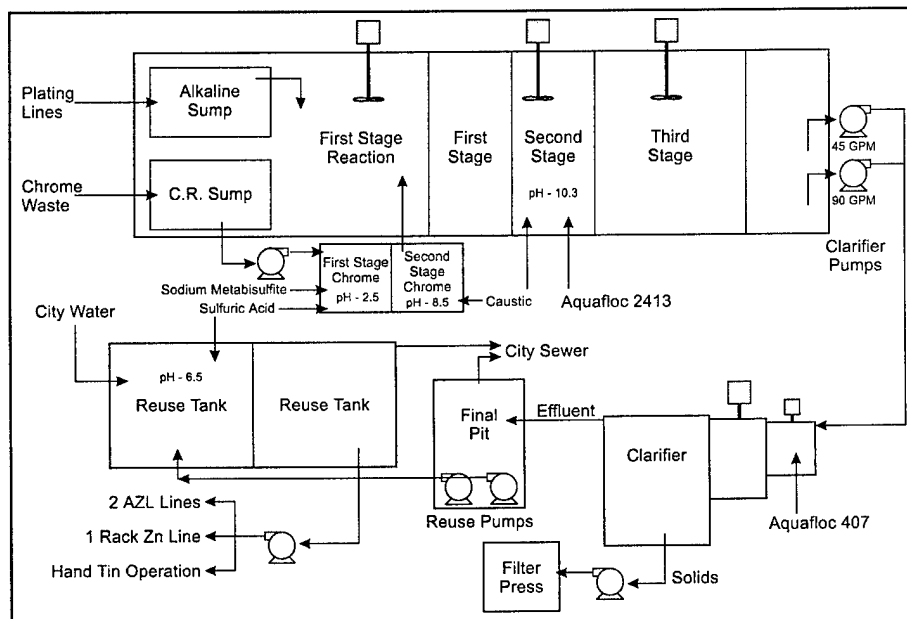 Plating
Lines
Alkaline
Sump
First Stage
Reaction
First
Stage
Second
Stage
pH - 10.3
Third
Stage
45 GPM
90 GPM
Clarifier
Pumps
Chrome
Waste
C.R. Sump
First Stage
Chrome
pH - 2.5
Second
Stage
Chrome
pH - 8.5
Sodium Metabisulfite
Sulfuric Acid
Caustic
Aquafloc 2413
City Water
pH - 6.5
Reuse Tank
Reuse Tank
City Sewer
Final
Pit
Effluent
Clarifier
Aquafloc 407
Reuse Pumps
2 AZL Lines
1 Rack Zn Line
Hand Tin Operation
Filter
Press
Solids